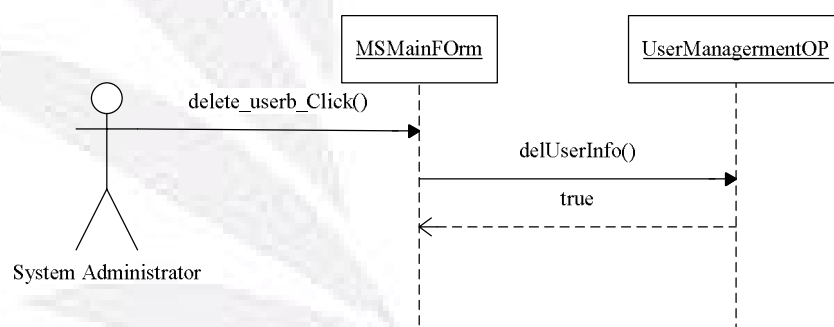 MSMainFOrm
UserManagermentOP
delete_userb_Click()
delUserInfo()
true
System Administrator